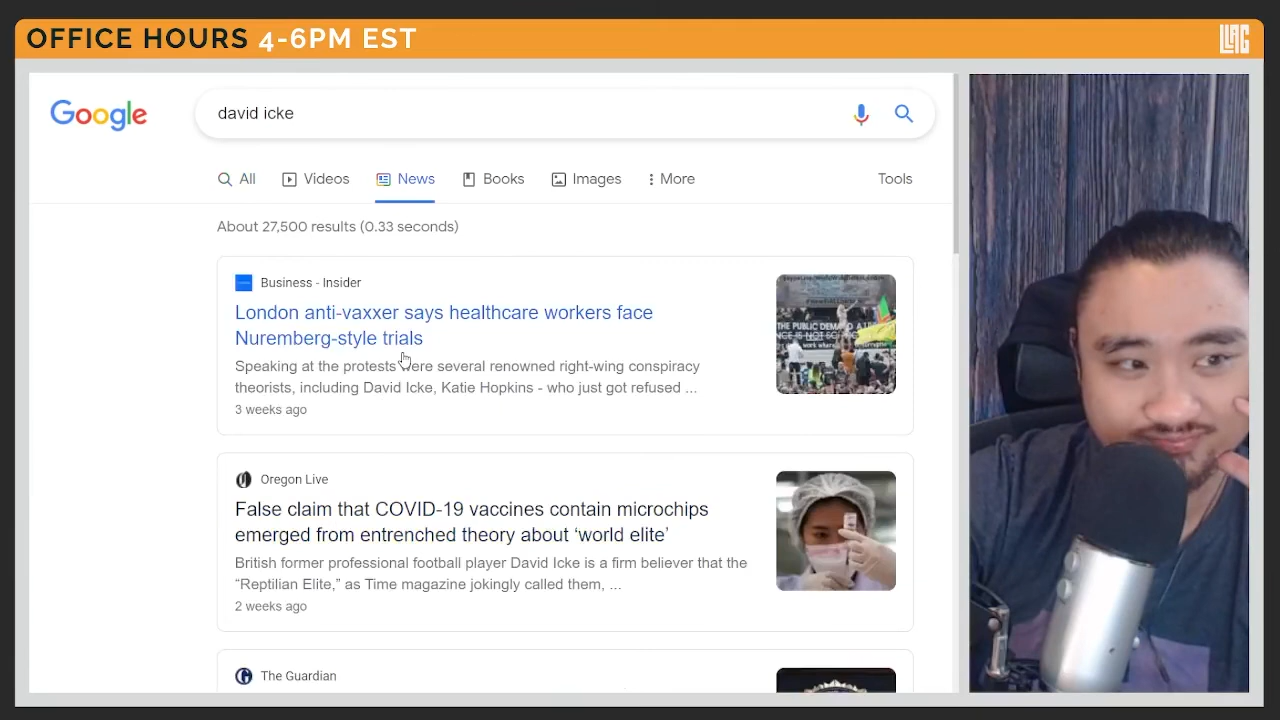 OFFICE HOURS 4-6PM EST
LLAG
Google
david icke
All
Videos
News
Books
Images
More
Tools
About 27,500 results (0.33 seconds)
Business - Insider
London anti-vaxxer says healthcare workers face
Nuremberg-style trials
Speaking at the protests were several renowned right-wing conspiracy
theorists, including David Icke, Katie Hopkins - who just got refused ...
3 weeks ago
THE PUBLIC DEMAND A TR
Oregon Live
False claim that COVID-19 vaccines contain microchips
emerged from entrenched theory about ‘world elite’
British former professional football player David Icke is a firm believer that the
“Reptilian Elite,” as Time magazine jokingly called them, ...
2 weeks ago
The Guardian